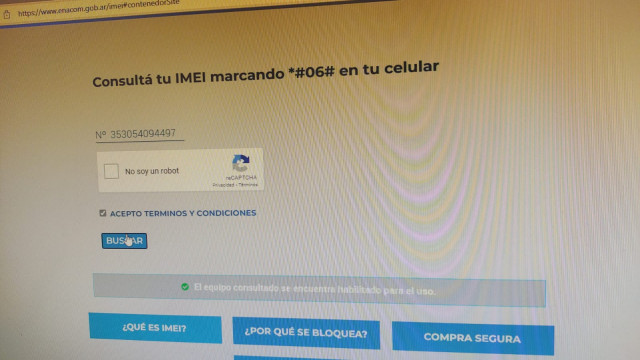 https://www.enacom.gob.ar/imei#contenedorSite
Consultá tu IMEI marcando *#06# en tu celular
Nº 353054094497
No soy un robot
reCAPTCHA
Privacidad - Términos
ACEPTO TERMINOS Y CONDICIONES
BUSCAR
El equipo consultado se encuentra habilitado para el uso.
¿QUÉ ES IMEI?
¿POR QUÉ SE BLOQUEA?
COMPRA SEGURA